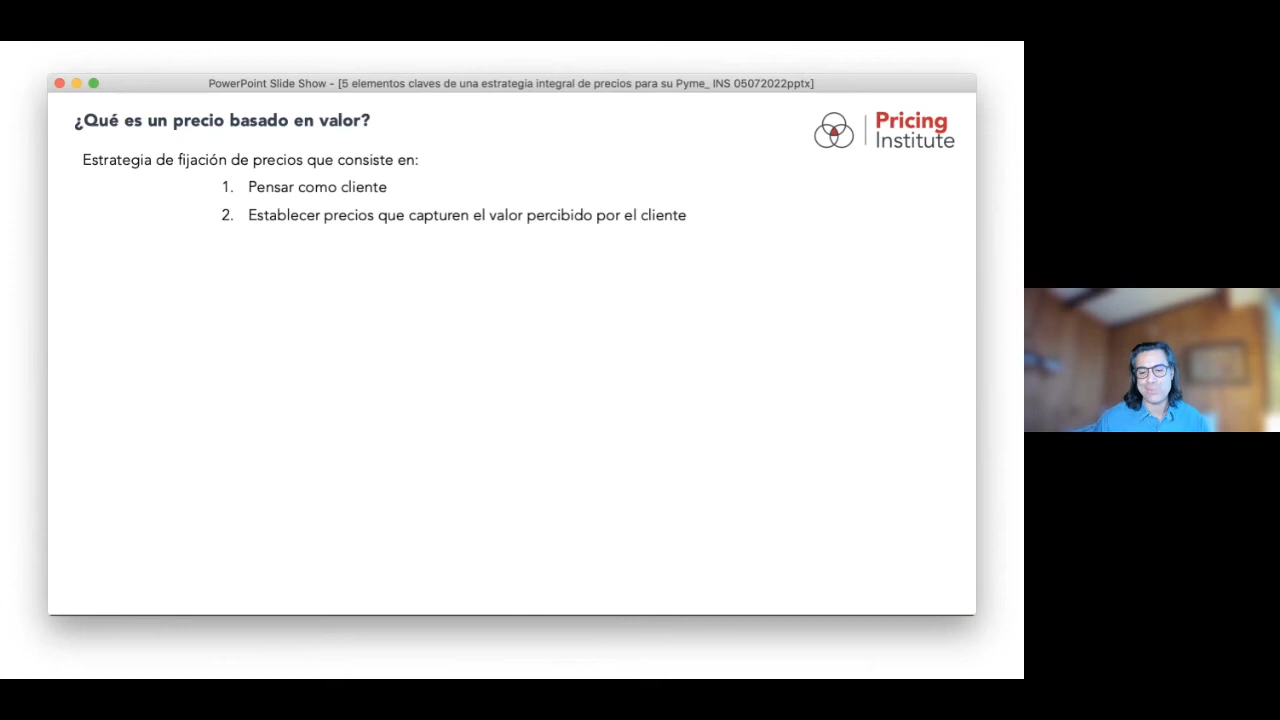 PowerPoint Slide Show - [5 elementos claves de una estrategia integral de precios para su Pyme_ INS 05072022pptx]
¿Qué es un precio basado en valor?
Pricing
Institute
Estrategia de fijación de precios que consiste en:
1. Pensar como cliente
2. Establecer precios que capturen el valor percibido por el cliente